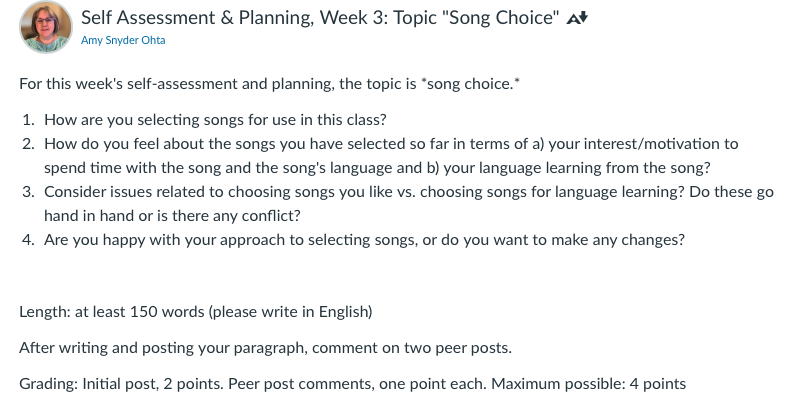 Self Assessment & Planning, Week 3: Topic "Song Choice"
Amy Snyder Ohta
For this week's self-assessment and planning, the topic is *song choice.*
1. How are you selecting songs for use in this class?
2. How do you feel about the songs you have selected so far in terms of a) your interest/motivation to
spend time with the song and the song's language and b) your language learning from the song?
3. Consider issues related to choosing songs you like vs. choosing songs for language learning? Do these go
hand in hand or is there any conflict?
4. Are you happy with your approach to selecting songs, or do you want to make any changes?
Length: at least 150 words (please write in English)
After writing and posting your paragraph, comment on two peer posts.
Grading: Initial post, 2 points. Peer post comments, one point each. Maximum possible: 4 points